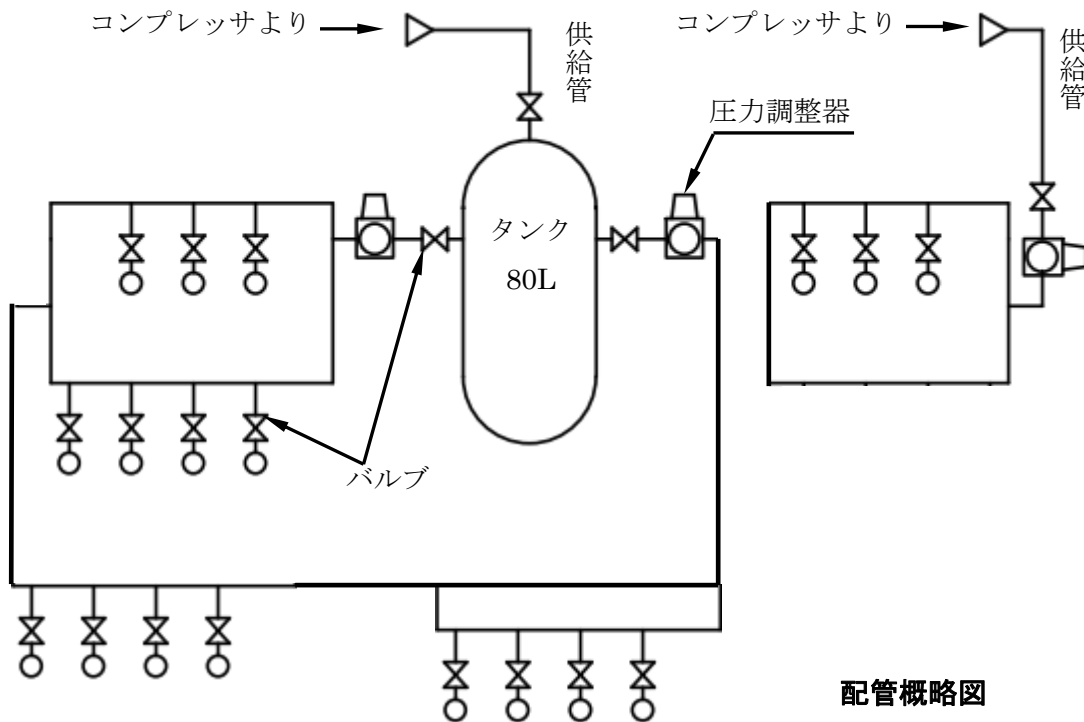 コンプレッサより
供給管
コンプレッサより
供給管
圧力調整器
タンク
80L
バルブ
配管概略図